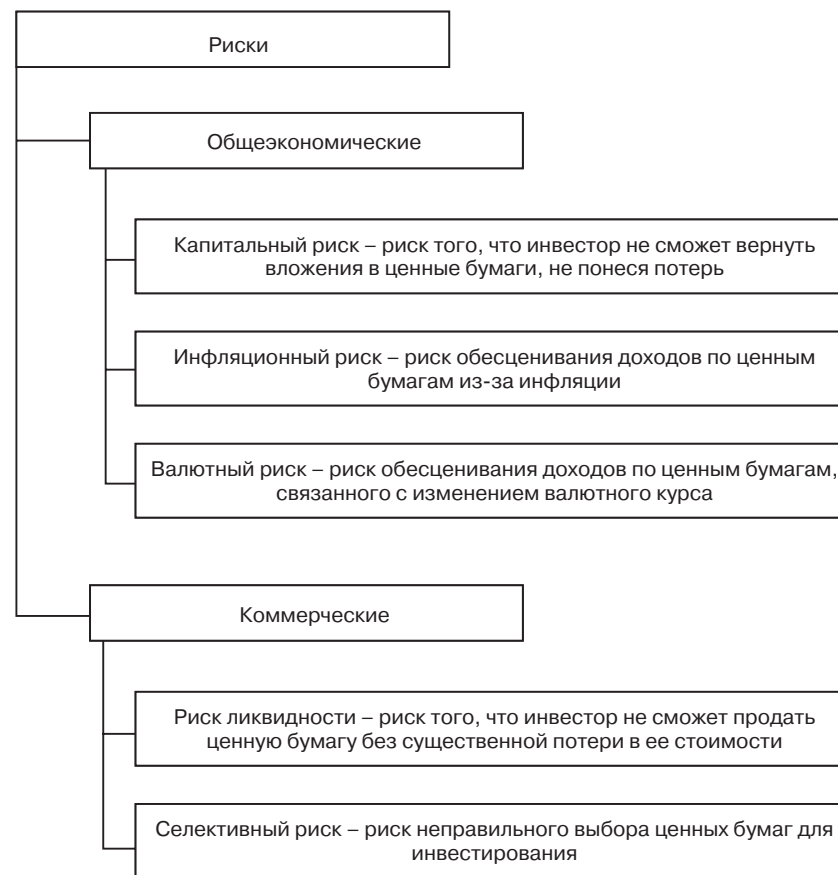 Риски
Общеэкономические
Капитальный риск – риск того, что инвестор не сможет вернуть
вложения в ценные бумаги, не понеся потерь
Инфляционный риск – риск обесценивания доходов по ценным
бумагам из-за инфляции
Валютный риск – риск обесценивания доходов по ценным бумагам,
связанного с изменением валютного курса
Коммерческие
Риск ликвидности – риск того, что инвестор не сможет продать
ценную бумагу без существенной потери в ее стоимости
Селективный риск – риск неправильного выбора ценных бумаг для
инвестирования